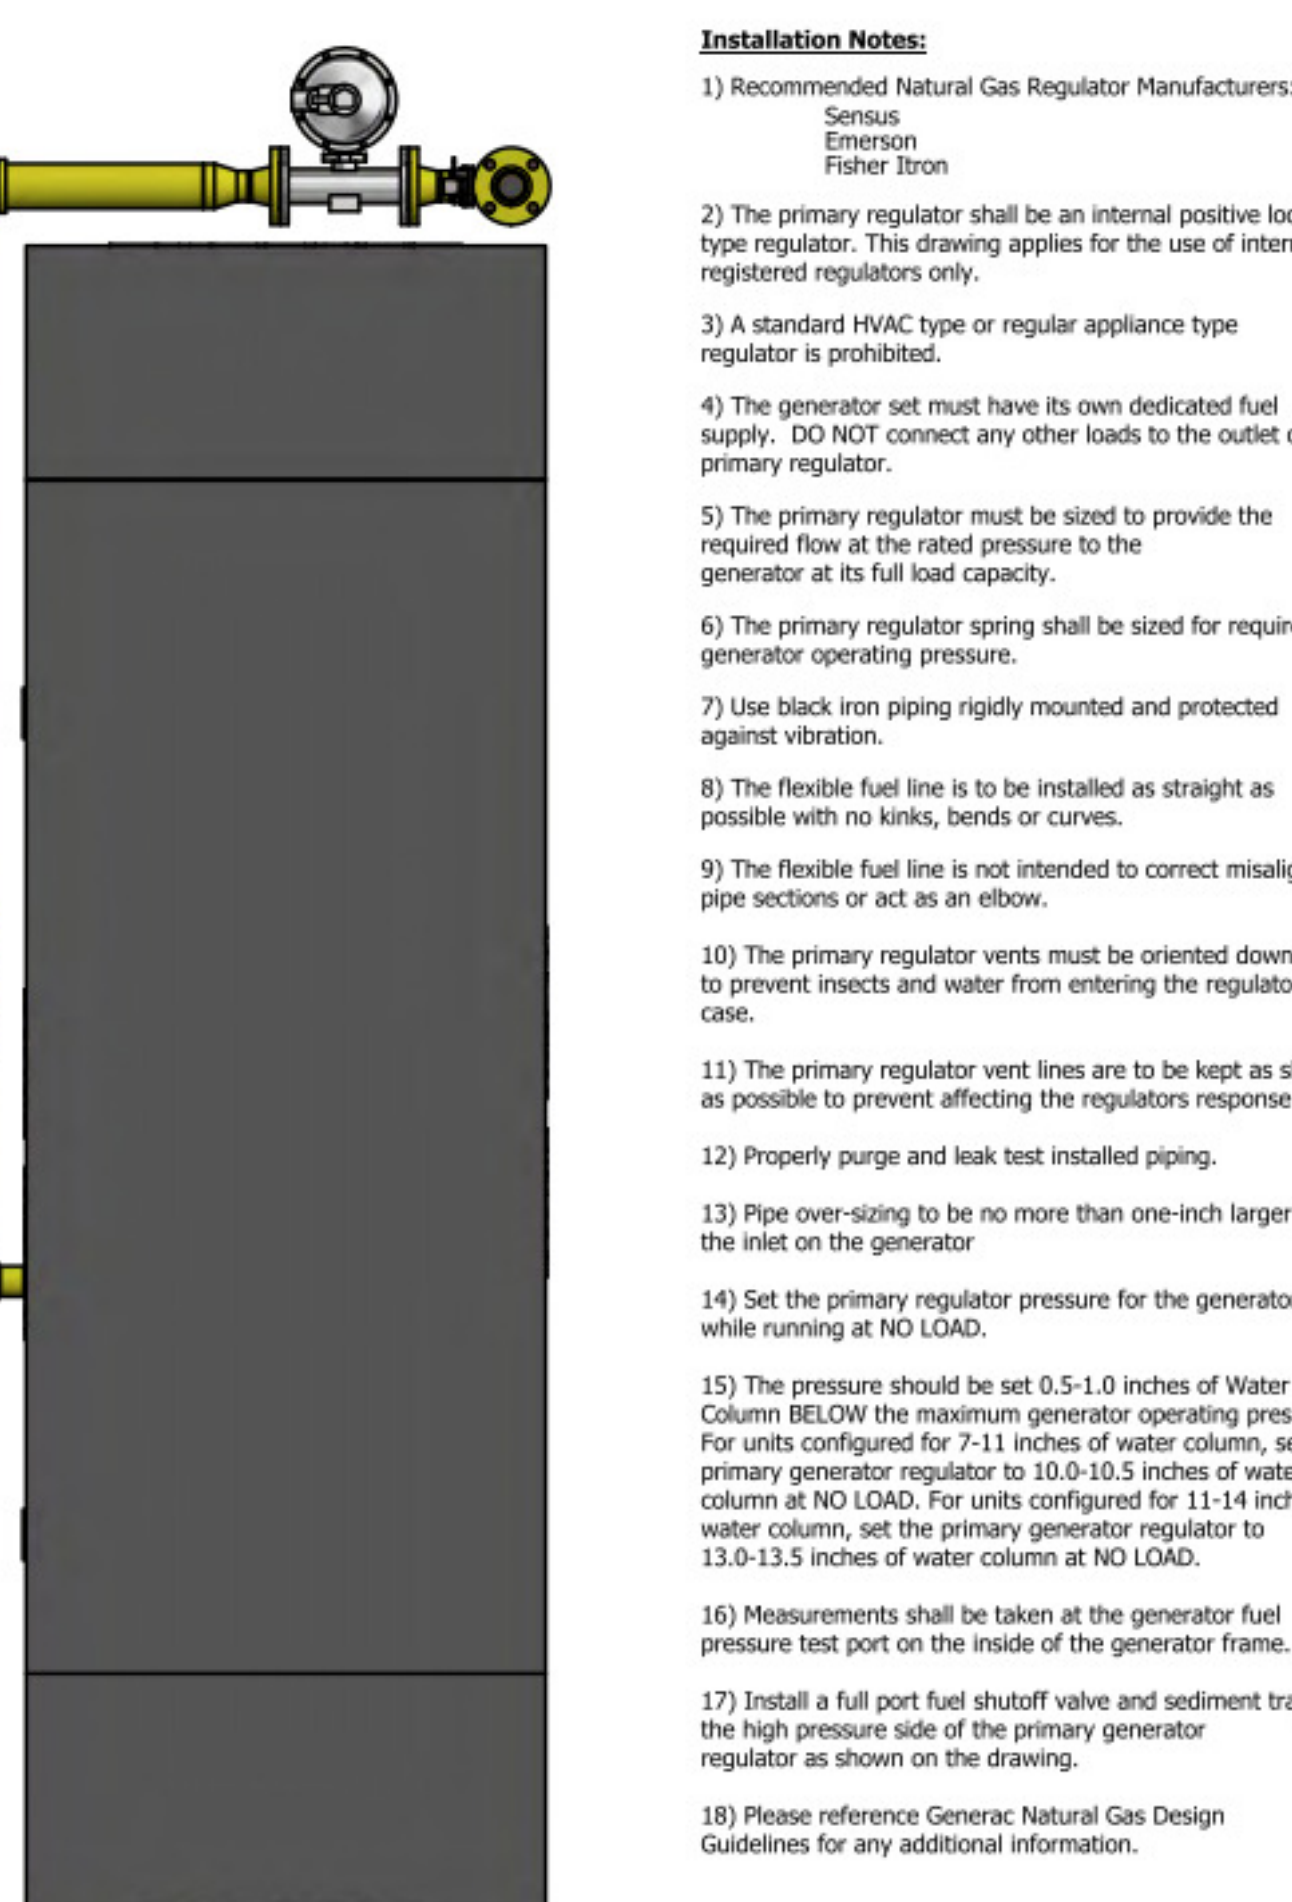 Installation Notes:
1) Recommended Natural Gas Regulator Manufacturers:
Sensus
Emerson
Fisher Itron
2) The primary regulator shall be an internal positive
type regulator. This drawing applies for the use of
registered regulators only.
3) A standard HVAC type or regular appliance type
regulator is prohibited.
4) The generator set must have its own dedicated fuel
supply. DO NOT connect any other loads to the outlet
primary regulator.
5) The primary regulator must be sized to provide the
required flow at the rated pressure to the
generator at its full load capacity.
6) The primary regulator spring shall be sized for
generator operating pressure.
7) Use black iron piping rigidly mounted and protected
against vibration.
8) The flexible fuel line is to be installed as straight as
possible with no kinks, bends or curves.
9) The flexible fuel line is not intended to correct
pipe sections or act as an elbow.
10) The primary regulator vents must be oriented down
to prevent insects and water from entering the
case.
11) The primary regulator vent lines are to be kept as
as possible to prevent affecting the regulators response
12) Properly purge and leak test installed piping.
13) Pipe over-sizing to be no more than one-inch larger
the inlet on the generator
14) Set the primary regulator pressure for the generator
while running at NO LOAD.
15) The pressure should be set 0.5-1.0 inches of Water
Column BELOW the maximum generator operating
For units configured for 7-11 inches of water column,
primary generator regulator to 10.0-10.5 inches of
column at NO LOAD. For units configured for 11-14
water column, set the primary generator regulator to
13.0-13.5 inches of water column at NO LOAD.
16) Measurements shall be taken at the generator fuel
pressure test port on the inside of the generator frame.
17) Install a full port fuel shutoff valve and sediment
the high pressure side of the primary generator
regulator as shown on the drawing.
18) Please reference Generac Natural Gas Design
Guidelines for any additional information.